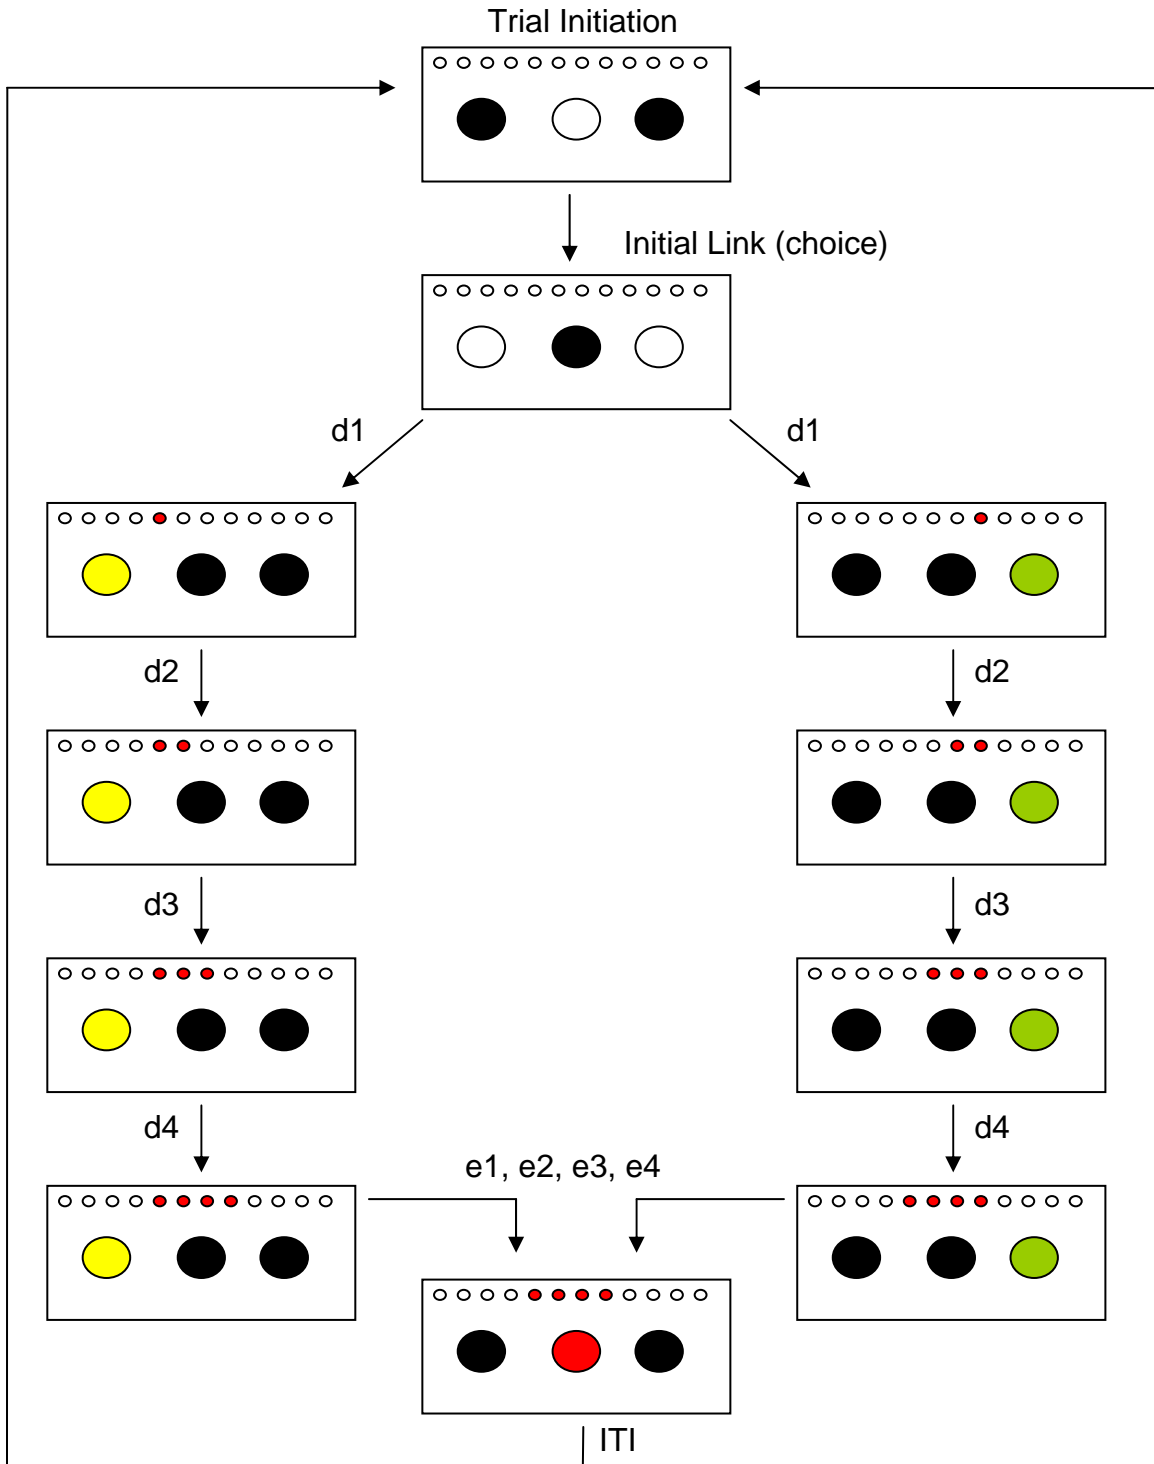 Trial Initiation
Initial Link (choice)
d1
d1
d2
d2
d3
d3
d4
d4
e1, e2, e3, e4
ITI